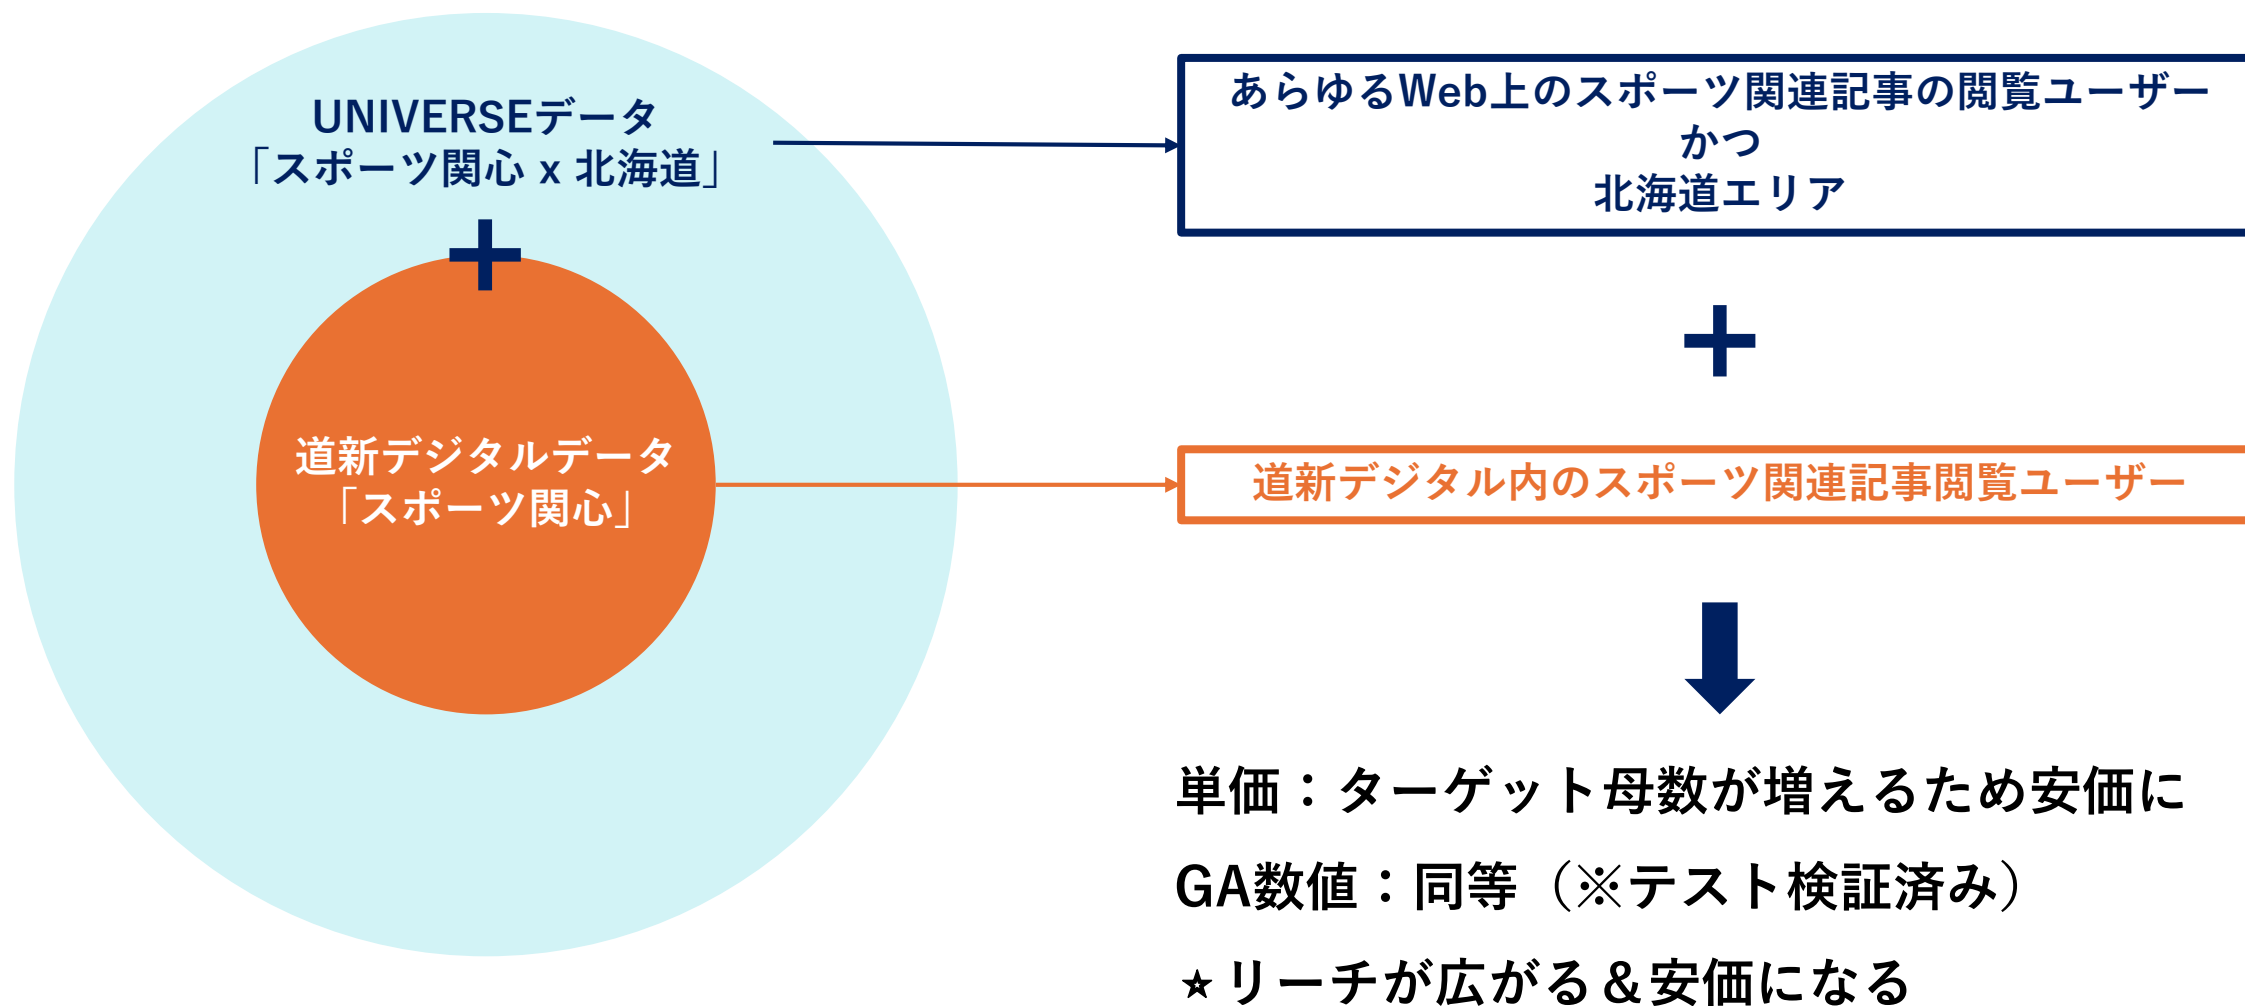 UNIVERSEデータ
「スポーツ関心 x 北海道」
道新デジタルデータ
「スポーツ関心」
あらゆるWeb上のスポーツ関連記事の閲覧ユーザー
かつ
北海道エリア
道新デジタル内のスポーツ関連記事閲覧ユーザー
単価：ターゲット母数が増えるため安価に
GA数値：同等（※テスト検証済み）
★リーチが広がる＆安価になる